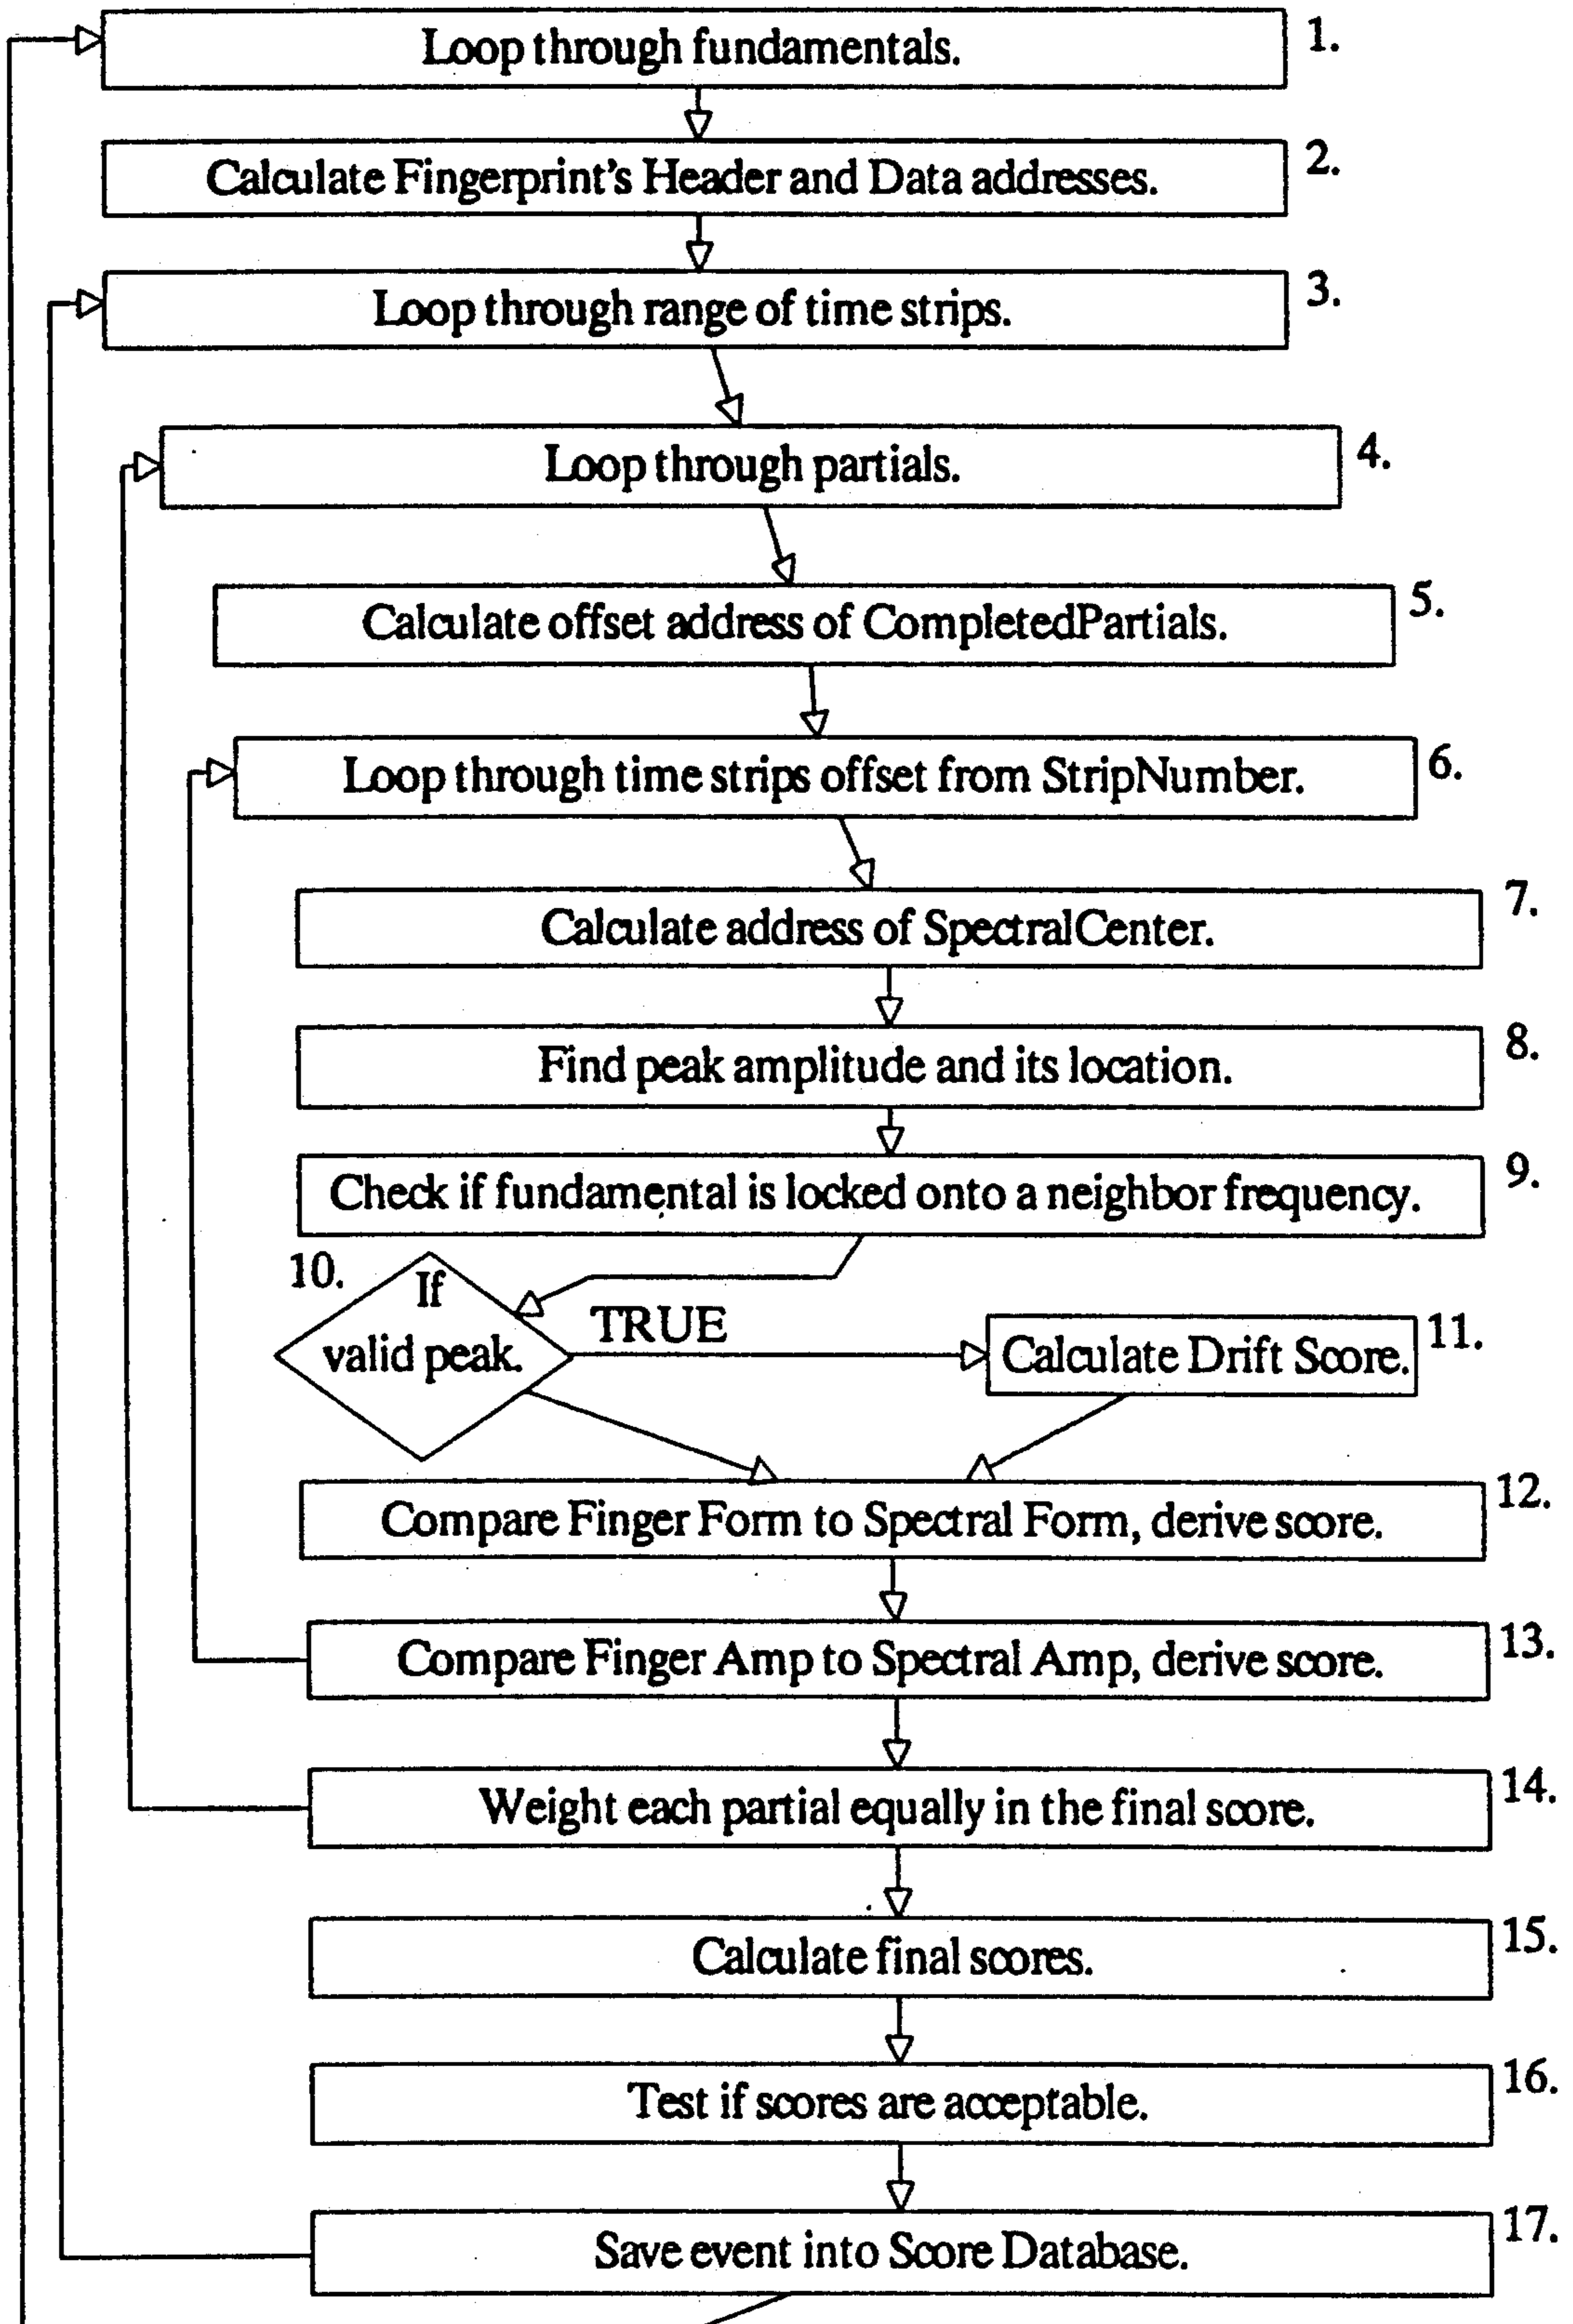 Loop through fundamentals. 1.
Calculate Fingerprint's Header and Data addresses. 2.
Loop through range of time strips. 3.
Loop through partials. 4.
Calculate offset address of CompletedPartials. 5.
Loop through time strips offset from StripNumber. 6.
Calculate address of SpectralCenter. 7.
Find peak amplitude and its location. 8.
Check if fundamental is locked onto a neighbor frequency. 9.
10. If
valid peak.
TRUE
Calculate Drift Score. 11.
Compare Finger Form to Spectral Form, derive score. 12.
Compare Finger Amp to Spectral Amp, derive score. 13.
Weight each partial equally in the final score. 14.
Calculate final scores. 15.
Test if scores are acceptable. 16.
Save event into Score Database. 17.